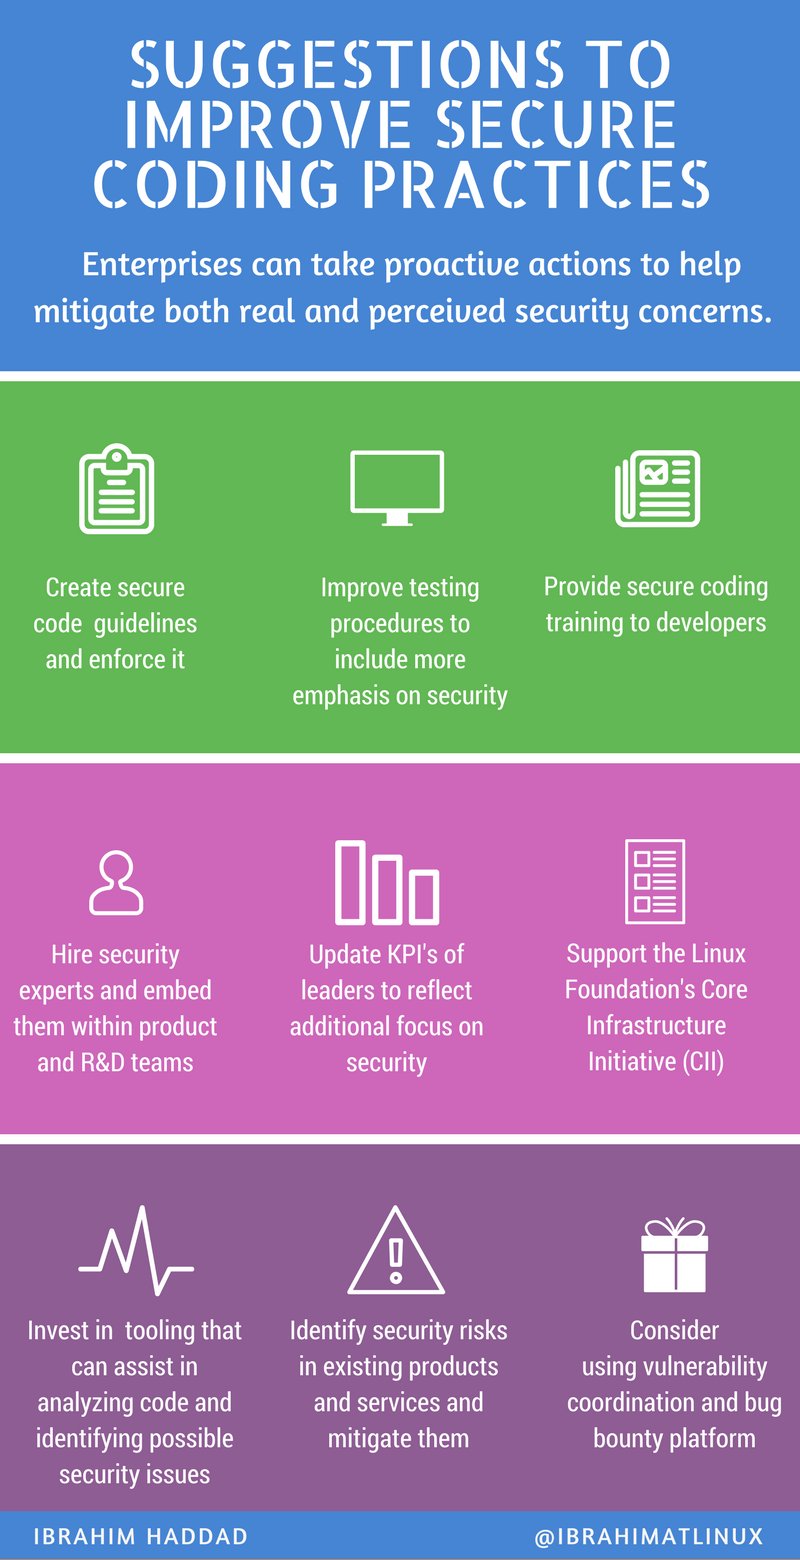 SUGGESTIONS TO
IMPROVE SECURE
CODING PRACTICES
Enterprises can take proactive actions to help
mitigate both real and perceived security concerns.
Create secure
code guidelines
and enforce it
Improve testing
procedures to
include more
emphasis on security
Provide secure coding
training to developers
Hire security
experts and embed
them within product
and R&D teams
Update KPI's of
leaders to reflect
additional focus on
security
Support the Linux
Foundation's Core
Infrastructure
Initiative (CII)
Invest in tooling that
can assist in
analyzing code and
identifying possible
security issues
Identify security risks
in existing products
and services and
mitigate them
Consider
using vulnerability
coordination and bug
bounty platform
IBRAHIM HADDAD
@IBRAHIMATLINUX